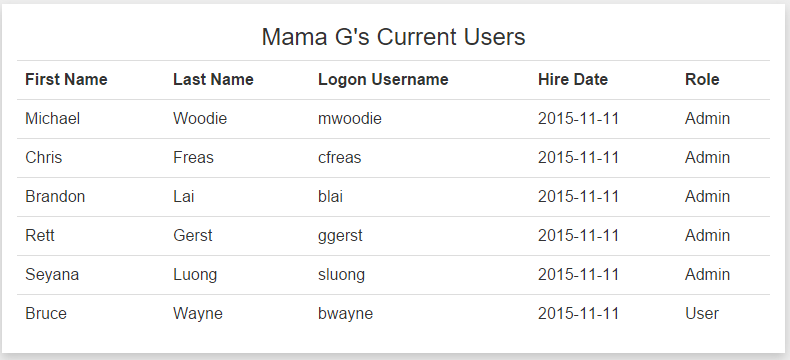 Mama G's Current Users
First Name Last Name Logon Username Hire Date Role
Michael Woodie mwoodie 2015-11-11 Admin
Chris Freas cfreas 2015-11-11 Admin
Brandon Lai blai 2015-11-11 Admin
Rett Gerst ggerst 2015-11-11 Admin
Seyana Luong sluong 2015-11-11 Admin
Bruce Wayne bwayne 2015-11-11 User